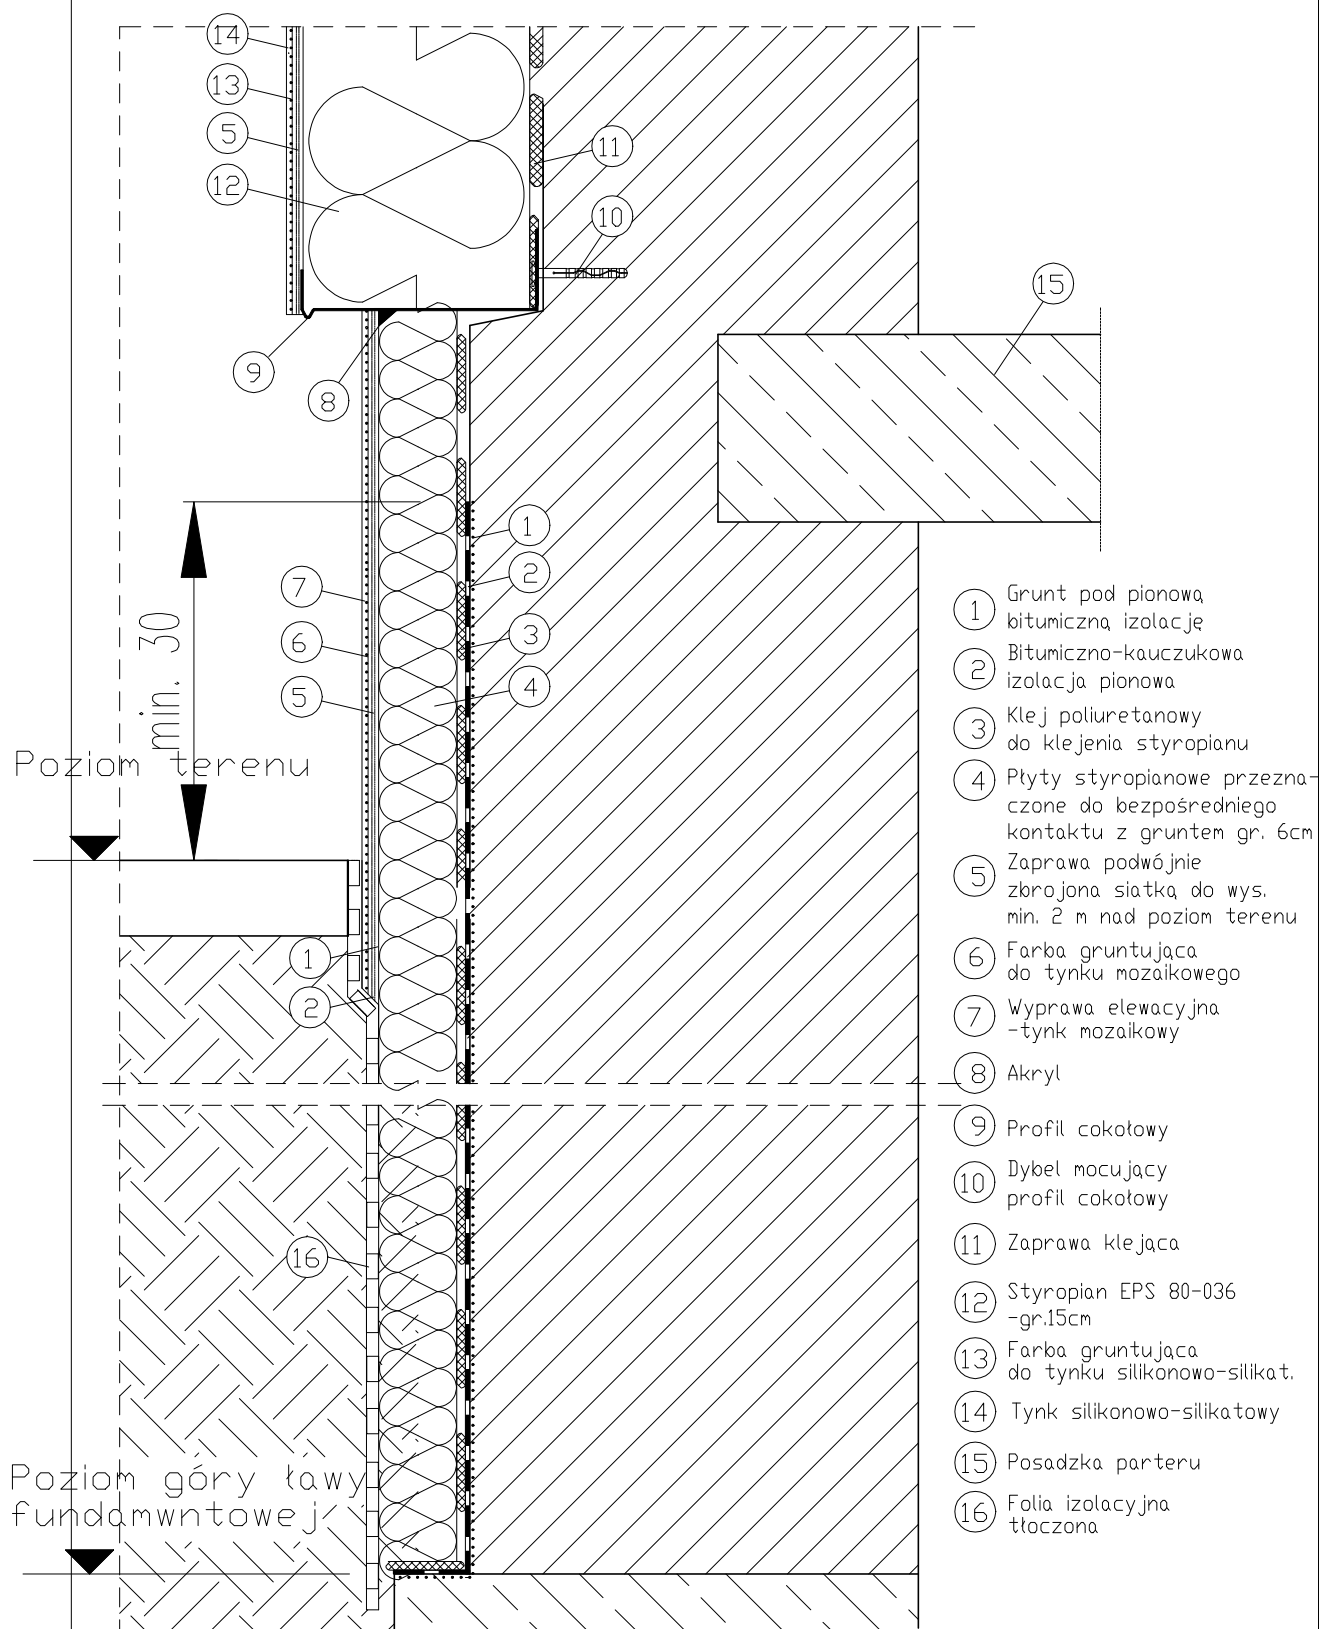 14
13
5
12
11
10
15
9
8
1
2
3
4
7
6
5
min. 30
Poziom terenu
1
2
16
Poziom góry ławy
fundamwntowej
1 Grunt pod pionową
bitumiczną izolację
2 Bitumiczno-kauczukowa
izolacja pionowa
3 Klej poliuretanowy
do klejenia styropianu
4 Płyty styropianowe przezna-
czone do bezpośredniego
kontaktu z gruntem gr. 6cm
5 Zaprawa podwójnie
zbrojona siatką do wys.
min. 2 m nad poziom terenu
6 Farba gruntująca
do tynku mozaikowego
7 Wyprawa elewacyjna
-tynk mozaikowy
8 Akryl
9 Profil cokołowy
10 Dybel mocujący
profil cokołowy
11 Zaprawa klejąca
12 Styropian EPS 80-036
-gr.15cm
13 Farba gruntująca
do tynku silikonowo-silikat.
14 Tynk silikonowo-silikatowy
15 Posadzka parteru
16 Folia izolacyjna
tłoczona